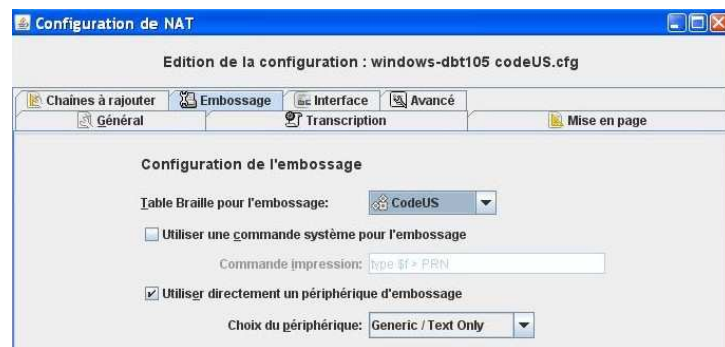 Configuration de NAT
Edition de la configuration : windows-dbt105 codeUS.cfg
Chaînes à rajouter Embossage Interface Avancé
Général Transcription Mise en page
Configuration de l'embossage
Table Braille pour l'embossage: CodeUS
Utiliser une commande système pour l'embossage
Commande impression: type $f > PRN
Utiliser directement un périphérique d'embossage
Choix du périphérique: Generic / Text Only